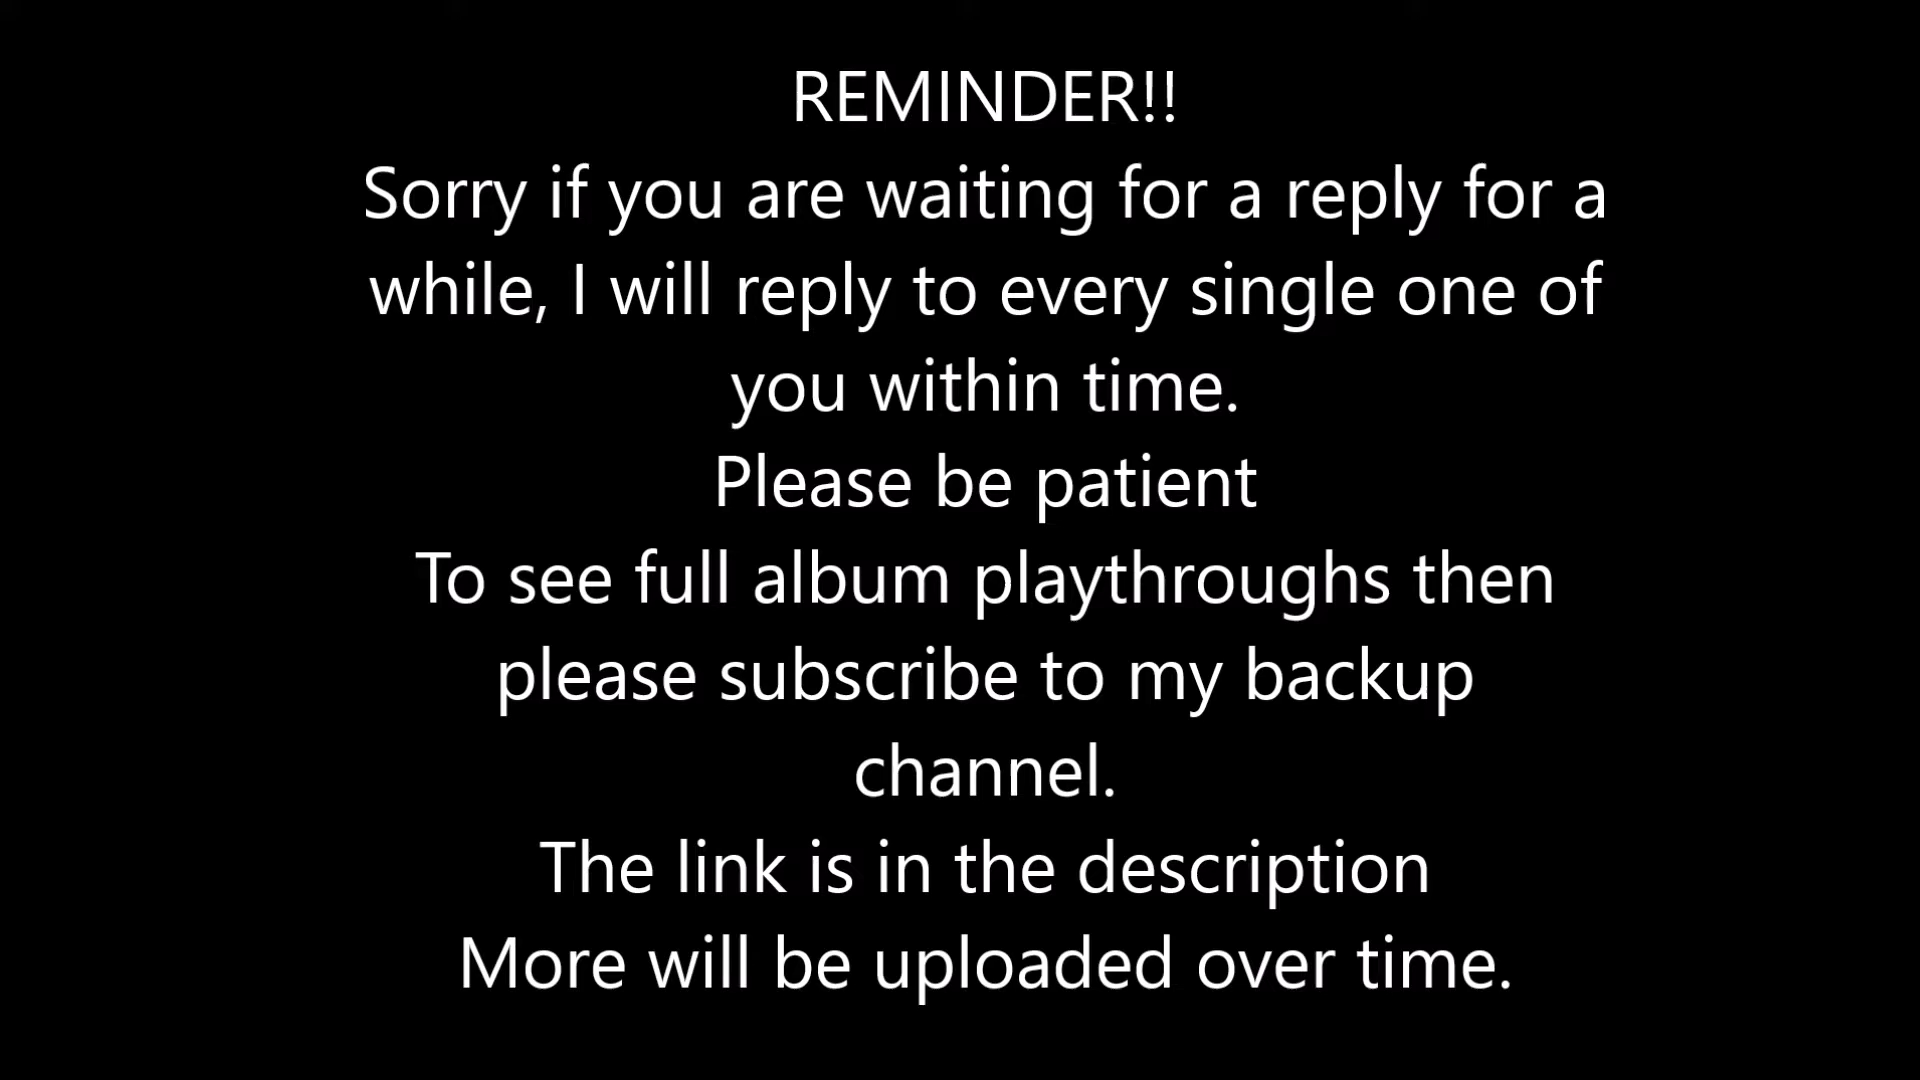 REMINDER!!
Sorry if you are waiting for a reply for a
while, I will reply to every single one of
you within time.
Please be patient
To see full album playthroughs then
please subscribe to my backup
channel.
The link is in the description
More will be uploaded over time.